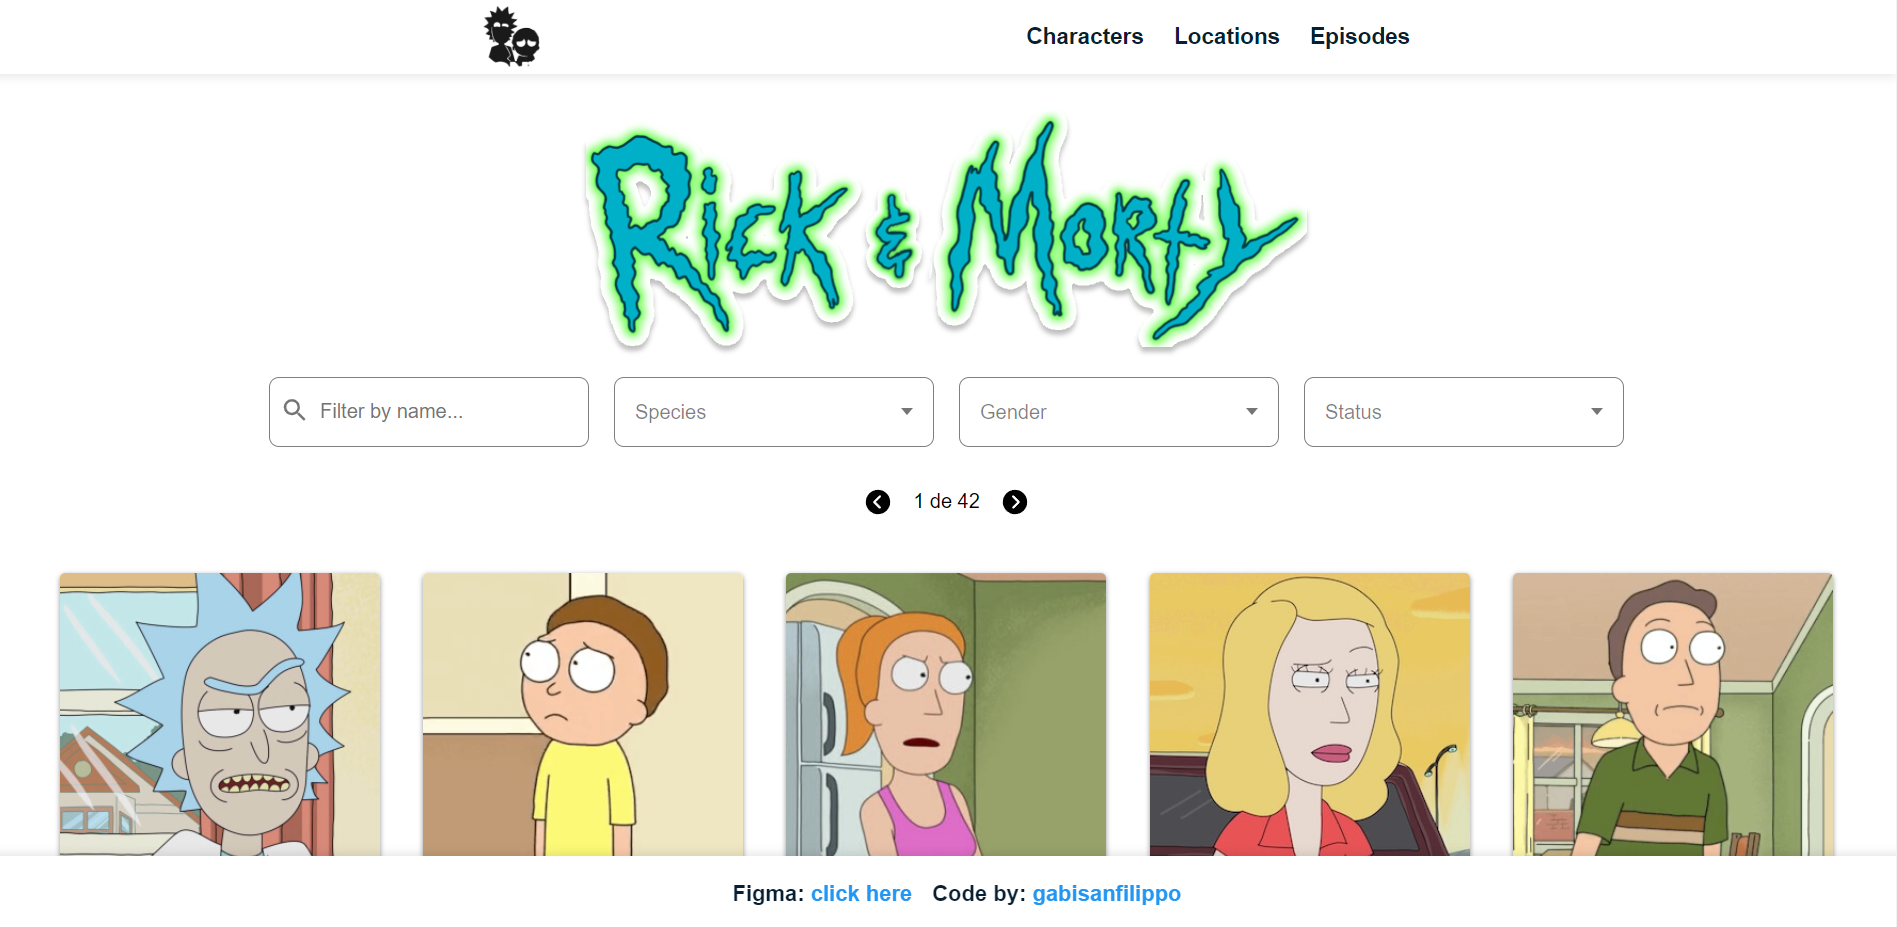 Characters Locations Episodes
Rick & Morty
Filter by name... Species Gender Status
1 de 42
Figma: click here Code by: gabisanfilippo